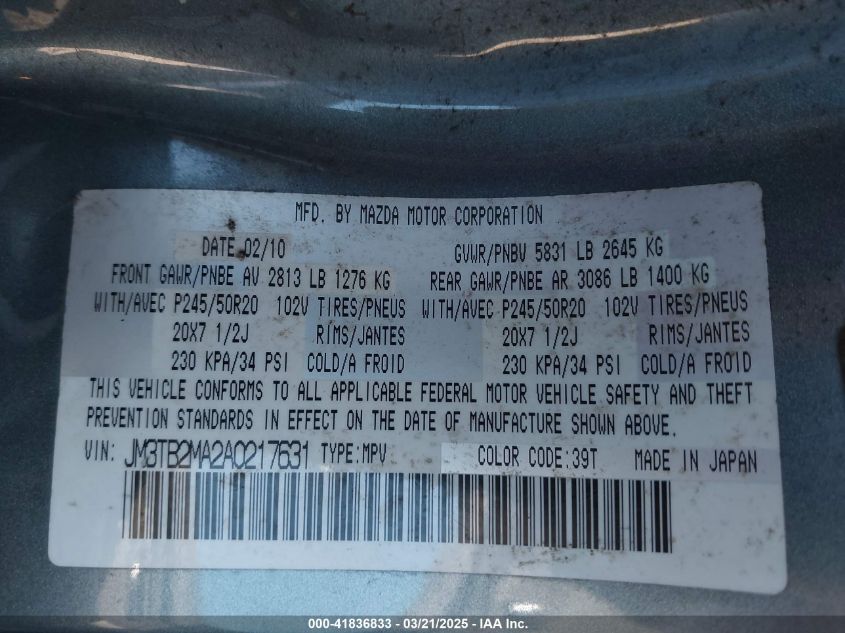 MFD. BY MAZDA MOTOR CORPORATION
DATE 02/10 GVWR/PNBV 5831 LB 2645 KG
FRONT GAWR/PNBE AV 2813 LB 1276 KG REAR GAWR/PNBE AR 3086 LB 1400 KG
WITH/AVEC P245/50R20 102V TIRES/PNEUS WITH/AVEC P245/50R20 102V TIRES/PNEUS
20X7 1/2J RIMS/JANTES 20X7 1/2J RIMS/JANTES
230 KPA/34 PSI COLD/A FROID 230 KPA/34 PSI COLD/A FROID
THIS VEHICLE CONFORMS TO ALL APPLICABLE FEDERAL MOTOR VEHICLE SAFETY AND THEFT
PREVENTION STANDARDS IN EFFECT ON THE DATE OF MANUFACTURE SHOWN ABOVE.
VIN: JM3TB2MA2A0217631 TYPE:MPV COLOR CODE:39T MADE IN JAPAN
000-41836833 - 03/21/2025 - IAA Inc.